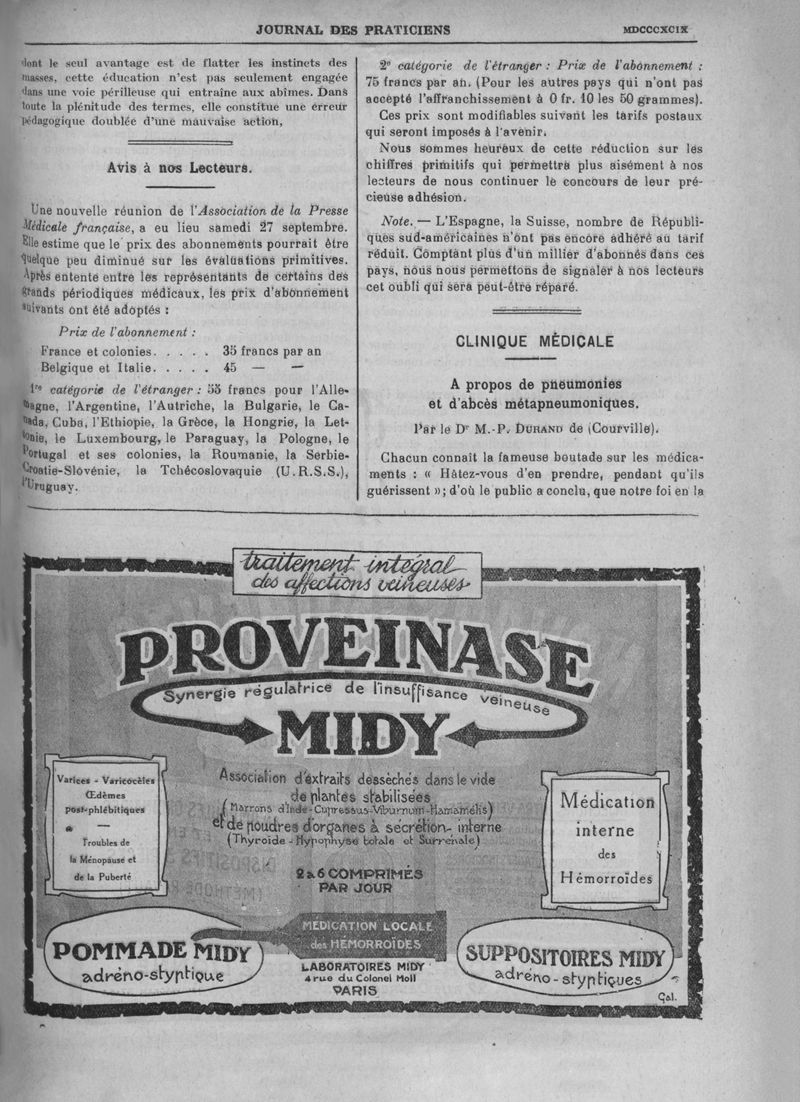 JOURNAL DES PRATICIENS
MDCCCXCIX
dont le seul avantage est de flatter les instincts des
masses, cette éducation n'est pas seulement engagée
dans une voie périlleuse qui entraîne aux abîmes. Dans
toute la plénitude des termes, elle constitue une erreur
pédagogique doublée d'une mauvaise action,
Avis à nos Lecteurs.
Une nouvelle réunion de l'Association de la Presse
Médicale française, a eu lieu samedi 27 septembre.
Elle estime que le prix des abonnements pourrait être
quelque peu diminué sur les évaluations primitives.
Après entente entre les représentants de certains des
grands périodiques médicaux, les prix d'abonnement
suivants ont été adoptés :
Prix de l'abonnement :
France et colonies. . . . . 35 francs par an
Belgique et Italie. . . . . 45 — —
1re catégorie de l'étranger : 55 francs pour l'Alle-
magne, l'Argentine, l'Autriche, la Bulgarie, le Ca-
nada, Cuba, l'Ethiopie, la Grèce, la Hongrie, la Let-
tonie, le Luxembourg, le Paraguay, la Pologne, le
Portugal et ses colonies, la Roumanie, la Serbie-
Croatie-Slovénie, la Tchécoslovaquie (U.R.S.S.),
l'Uruguay.
2e catégorie de l'étranger : Prix de l'abonnement :
75 francs par an. (Pour les autres pays qui n'ont pas
accepté l'affranchissement à 0 fr. 10 les 50 grammes).
Ces prix sont modifiables suivant les tarifs postaux
qui seront imposés à l'avenir.
Nous sommes heureux de cette réduction sur les
chiffres primitifs qui permettra plus aisément à nos
lecteurs de nous continuer le concours de leur pré-
cieuse adhésion.
Note. — L'Espagne, la Suisse, nombre de Républi-
ques sud-américaines n'ont pas encore adhéré au tarif
réduit. Comptant plus d'un millier d'abonnés dans ces
pays, nous nous permettons de signaler à nos lecteurs
cet oubli qui sera peut-être réparé.
CLINIQUE MÉDICALE
A propos de pneumonies
et d'abcès métapneumoniques.
Par le Dr M.-P. DURAND de (Courville).
Chacun connait la fameuse boutade sur les médica-
ments : « Hâtez-vous d'en prendre, pendant qu'ils
guérissent »; d'où le public a conclu, que notre foi en la
traitement intégral
des affections veineuses
PROVEINASE
Synergie régulatrice de l'insuffisance veineuse
MIDY
Varices - Varicocèles
Œdèmes
post-phlébitiques
Troubles de
la Ménopause et
de la Puberté
Association d'extraits desséchés dans le vide
de plantes stabilisées
(Marrons d'Inde-Cupressus-Viburnum-Hamamélis)
et de poudres d'organes à sécrétion interne
(Thyroïde - Hypophyse totale et Surrénale)
2 à 6 COMPRIMÉS
PAR JOUR
Médication
interne
des
Hémorroïdes
POMMADE MIDY
adréno-styptique
MÉDICATION LOCALE
des HÉMORROÏDES
LABORATOIRES MIDY
4 rue du Colonel Moll
PARIS
SUPPOSITOIRES MIDY
adréno-styptiques
Gal.